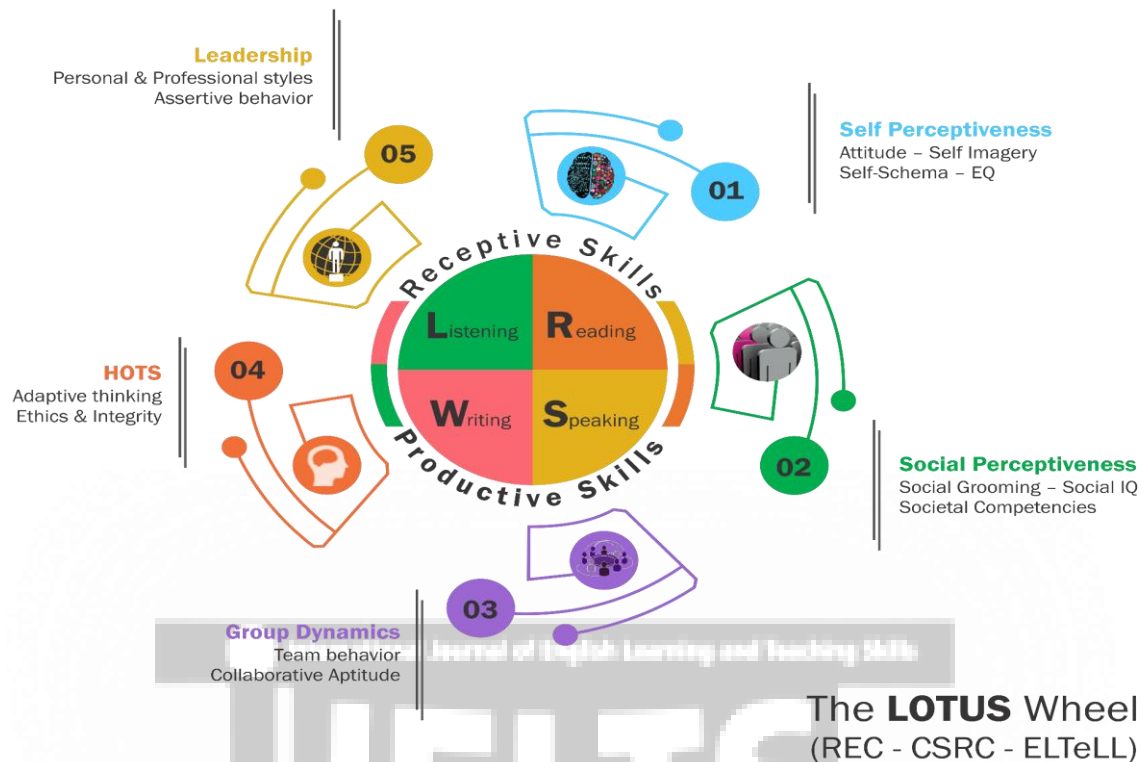 Leadership
Personal & Professional styles
Assertive behavior
05
Self Perceptiveness
Attitude – Self Imagery
Self-Schema – EQ
01
Receptive Skills
Listening
Reading
Writing
Speaking
Productive Skills
HOTS
Adaptive thinking
Ethics & Integrity
04
02
Social Perceptiveness
Social Grooming – Social IQ
Societal Competencies
03
Group Dynamics
Team behavior
Collaborative Aptitude
Journal of English Learning and Teaching Skills
The LOTUS Wheel
(REC - CSRC - ELTeLL)